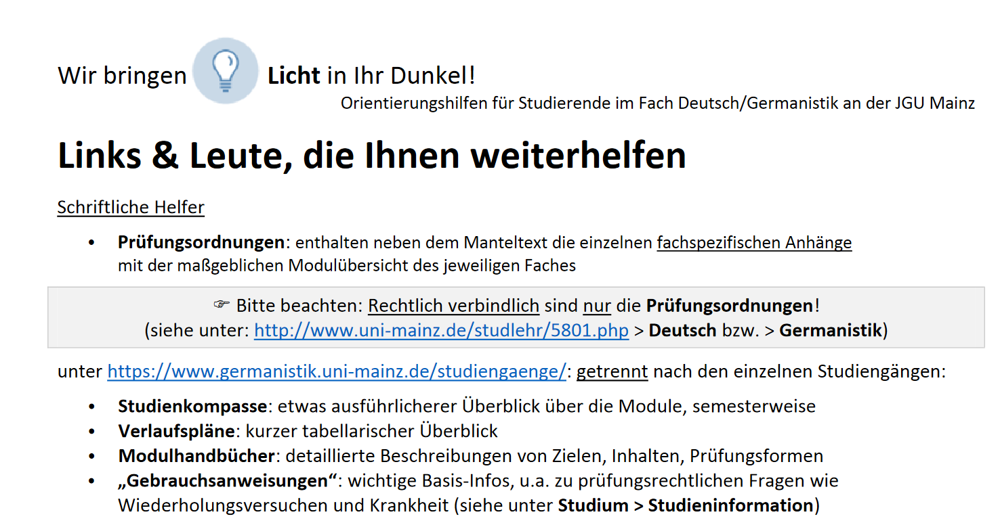 Wir bringen Licht in Ihr Dunkel!
Orientierungshilfen für Studierende im Fach Deutsch/Germanistik an der JGU Mainz
Links & Leute, die Ihnen weiterhelfen
Schriftliche Helfer
• Prüfungsordnungen: enthalten neben dem Manteltext die einzelnen fachspezifischen Anhänge
mit der maßgeblichen Modulübersicht des jeweiligen Faches
☞ Bitte beachten: Rechtlich verbindlich sind nur die Prüfungsordnungen!
(siehe unter: http://www.uni-mainz.de/studlehr/5801.php > Deutsch bzw. > Germanistik)
unter https://www.germanistik.uni-mainz.de/studiengaenge/: getrennt nach den einzelnen Studiengängen:
• Studienkompasse: etwas ausführlicherer Überblick über die Module, semesterweise
• Verlaufspläne: kurzer tabellarischer Überblick
• Modulhandbücher: detaillierte Beschreibungen von Zielen, Inhalten, Prüfungsformen
• „Gebrauchsanweisungen“: wichtige Basis-Infos, u.a. zu prüfungsrechtlichen Fragen wie
Wiederholungsversuchen und Krankheit (siehe unter Studium > Studieninformation)